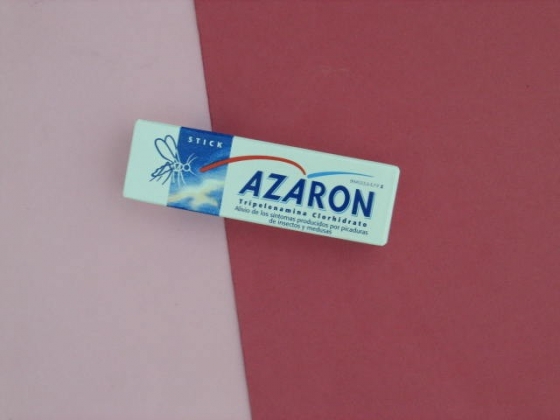 STICK
AZARON
Tripelenamina Clorhidrato
Alivio de los síntomas producidos por picaduras
de insectos y medusas